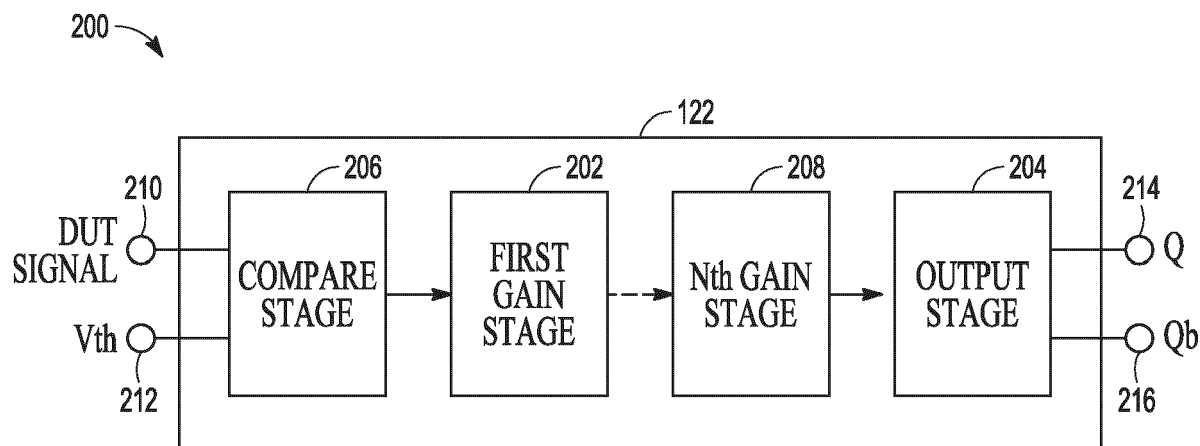 200
122
206
202
208
204
210
214
DUT
SIGNAL
COMPARE
STAGE
FIRST
GAIN
STAGE
Nth GAIN
STAGE
OUTPUT
STAGE
Q
Vth
Qb
212
216